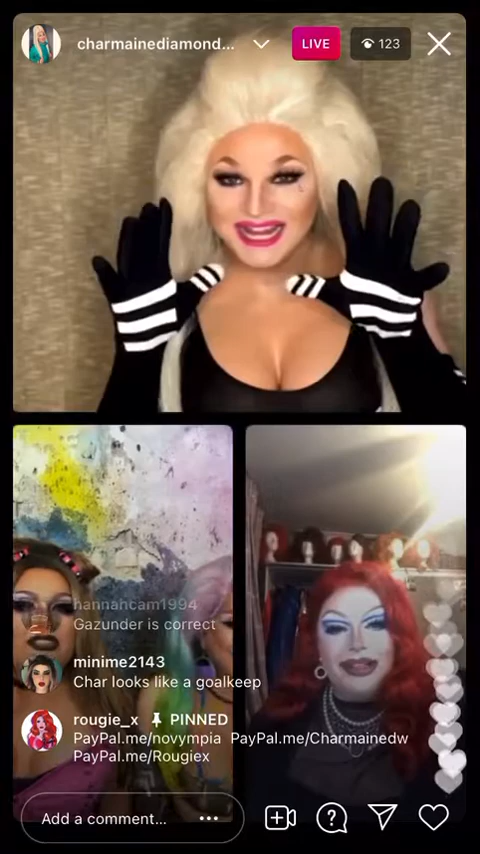 charmainediamond...
LIVE
123
hannahcam1994
Gazunder is correct
minime2143
Char looks like a goalkeep
rougie_x PINNED
PayPal.me/novympia PayPal.me/Charmainedw
PayPal.me/Rougiex
Add a comment...